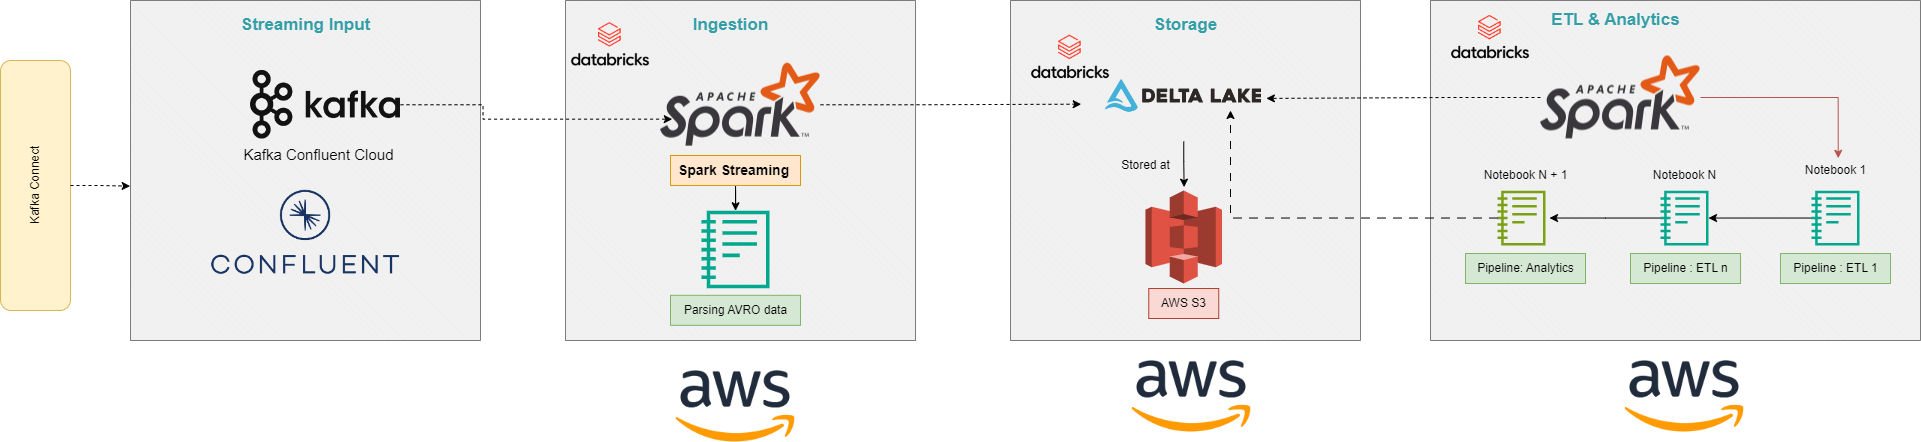 Kafka Connect
Streaming Input
kafka
Kafka Confluent Cloud
CONFLUENT
Ingestion
databricks
APACHE
Spark™
Spark Streaming
Parsing AVRO data
aws
Storage
databricks
DELTA LAKE
Stored at
AWS S3
aws
ETL & Analytics
databricks
APACHE
Spark™
Notebook N + 1
Notebook N
Notebook 1
Pipeline: Analytics
Pipeline : ETL n
Pipeline : ETL 1
aws